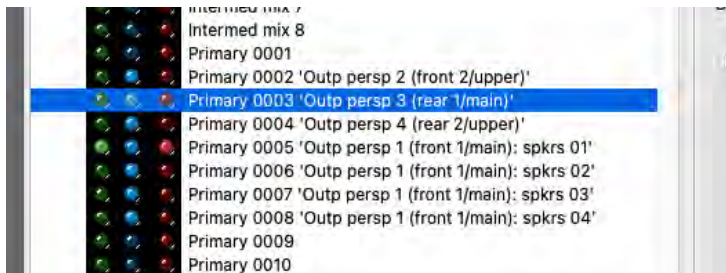 Intermed mix 7
Intermed mix 8
Primary 0001
Primary 0002 'Outp persp 2 (front 2/upper)'
Primary 0003 'Outp persp 3 (rear 1/main)'
Primary 0004 'Outp persp 4 (rear 2/upper)'
Primary 0005 'Outp persp 1 (front 1/main): spkrs 01'
Primary 0006 'Outp persp 1 (front 1/main): spkrs 02'
Primary 0007 'Outp persp 1 (front 1/main): spkrs 03'
Primary 0008 'Outp persp 1 (front 1/main): spkrs 04'
Primary 0009
Primary 0010